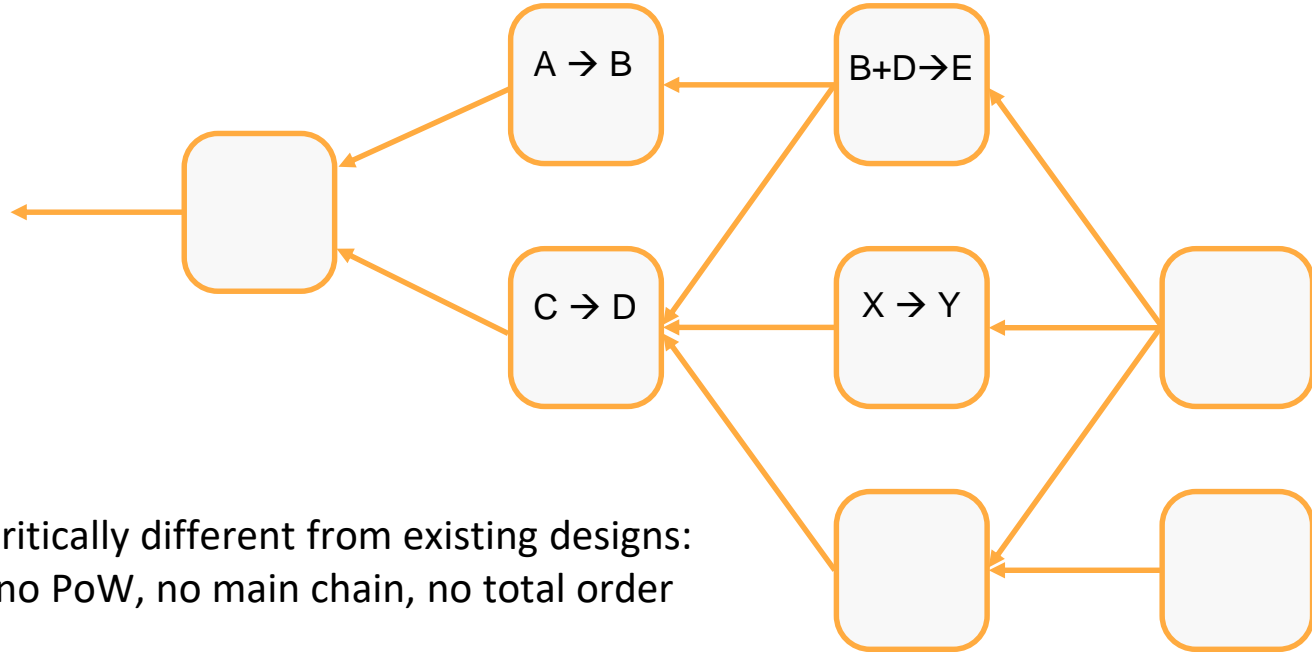 A → B
B+D→E
C → D
X → Y
ritically different from existing designs:
no PoW, no main chain, no total order